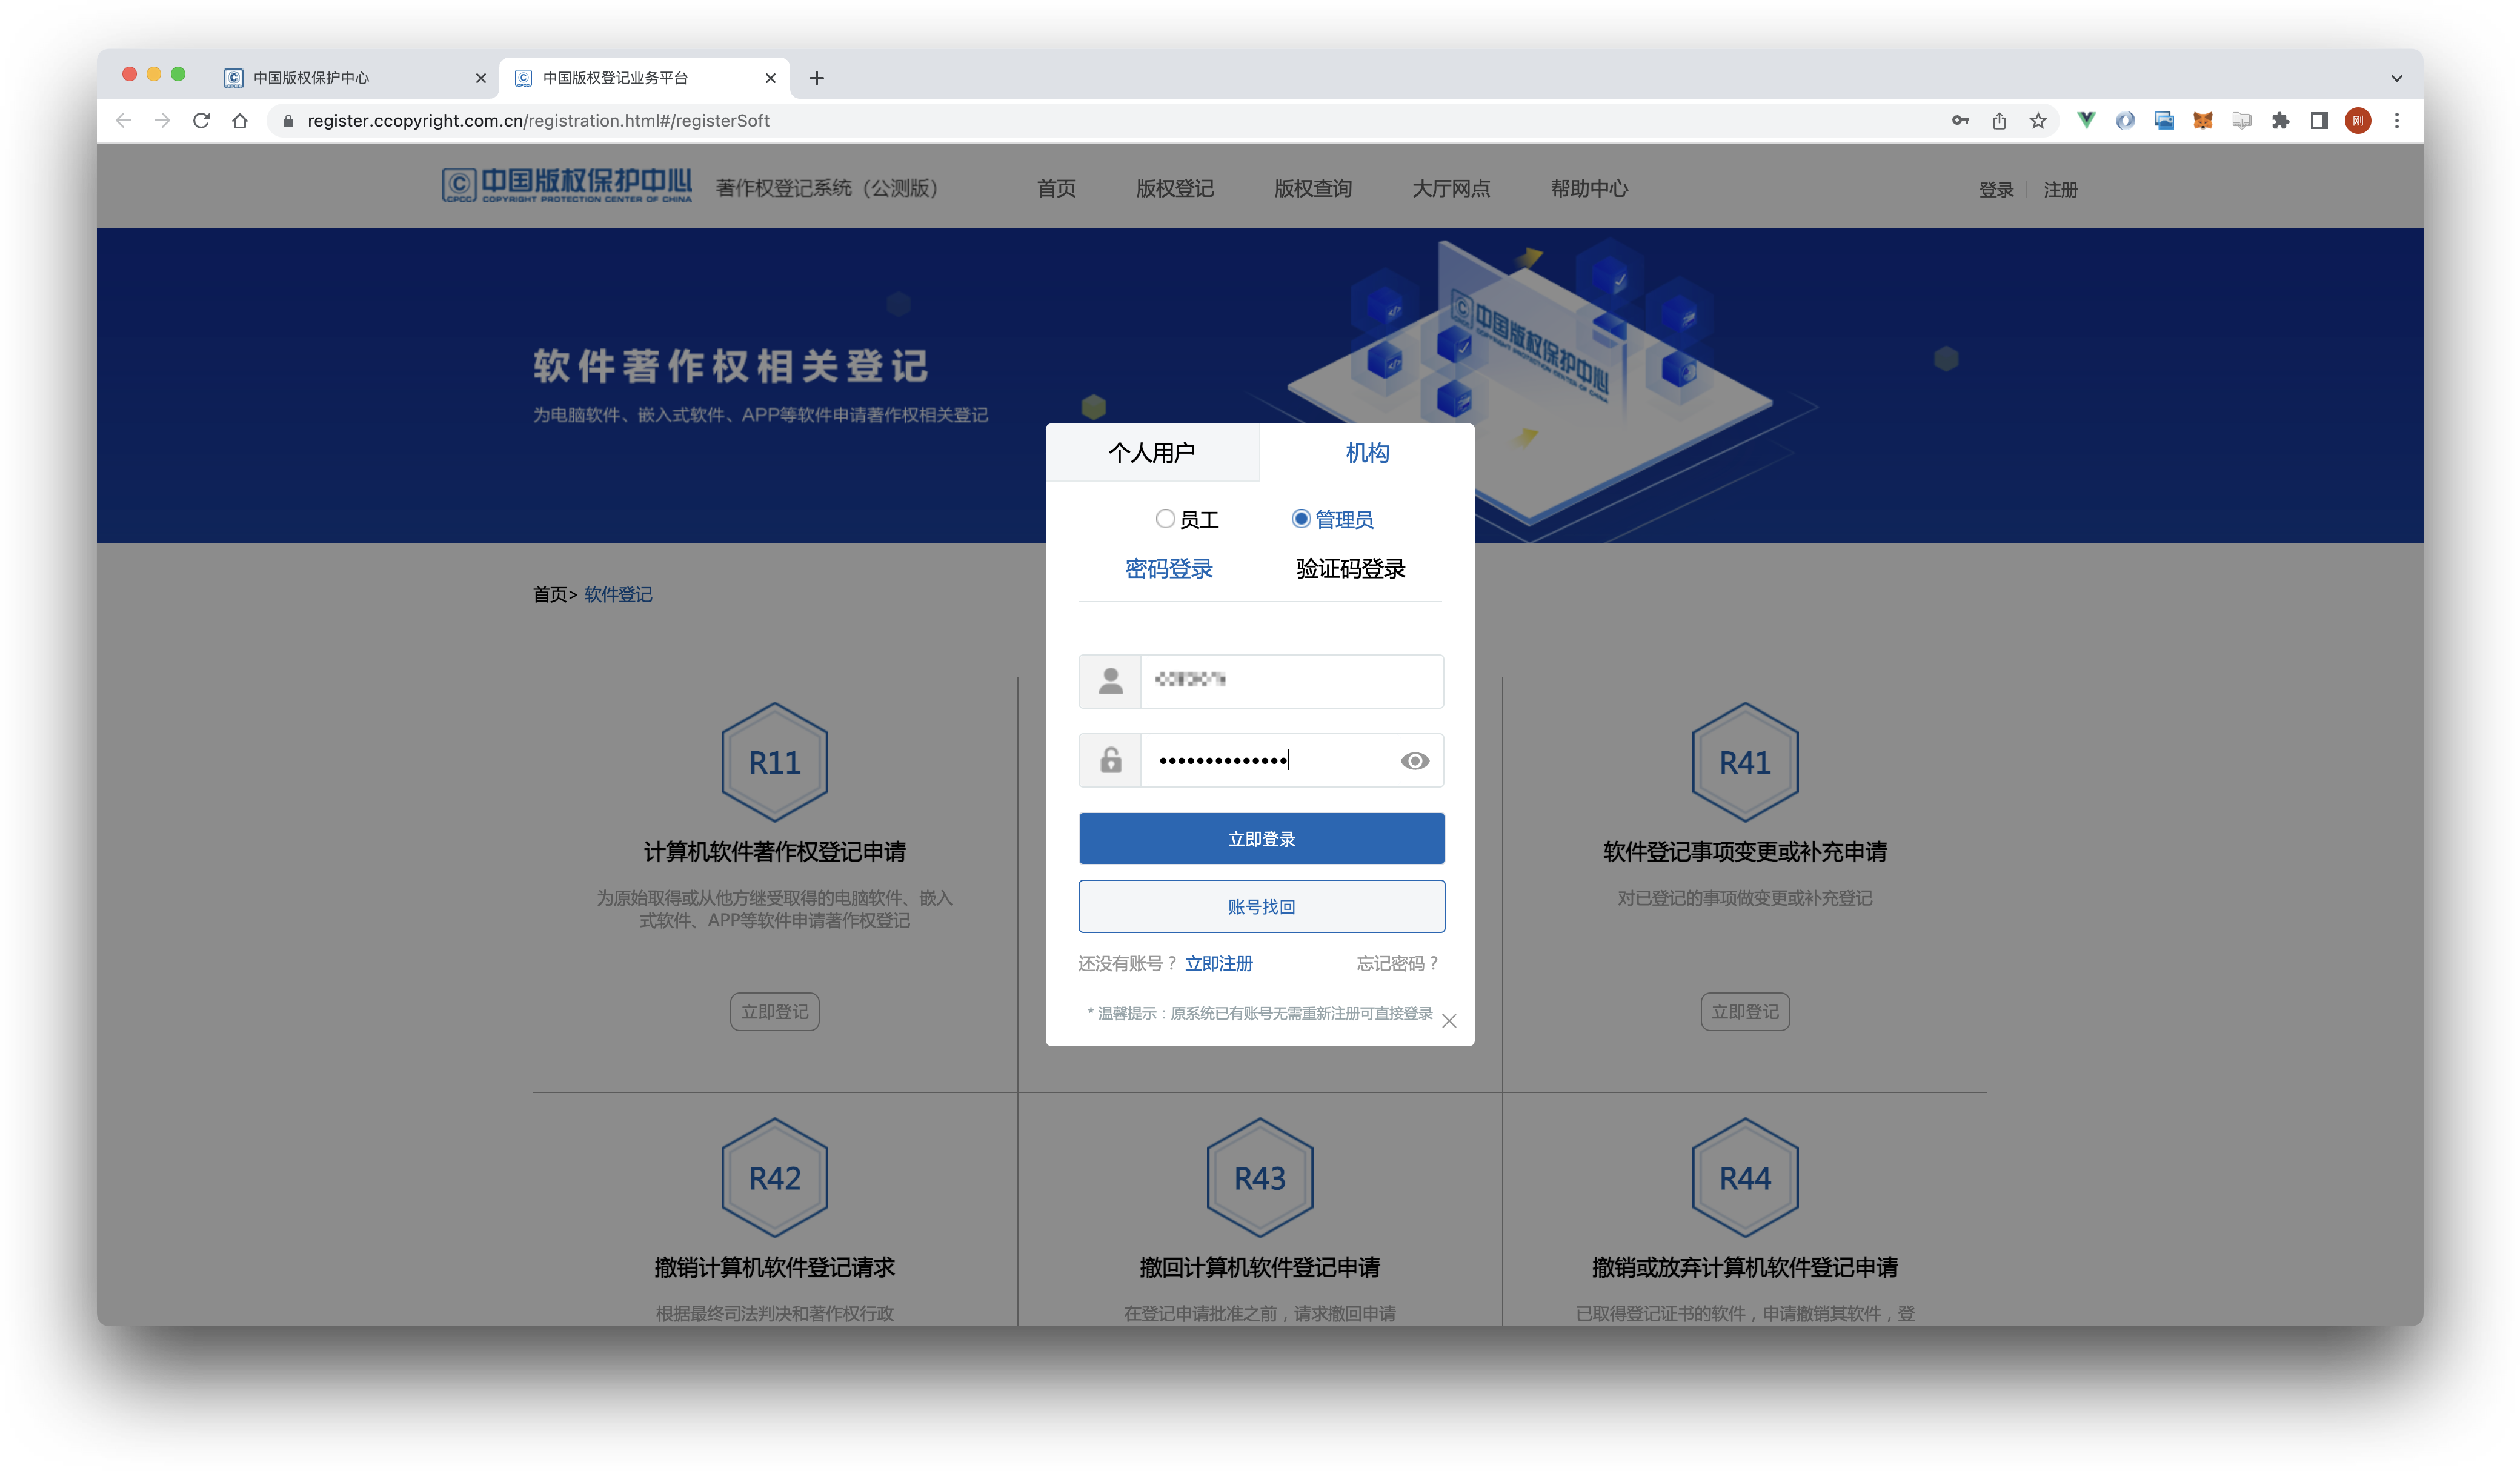 中国版权保护中心
中国版权登记业务平台
register.ccopyright.com.cn/registration.html#/registerSoft
刚
CPCC 中国版权保护中心 COPYRIGHT PROTECTION CENTER OF CHINA
著作权登记系统（公测版）
首页 版权登记 版权查询 大厅网点 帮助中心
登录 注册
软件著作权相关登记
为电脑软件、嵌入式软件、APP等软件申请著作权相关登记
中国版权保护中心
COPYRIGHT PROTECTION CENTER OF CHINA
首页> 软件登记
个人用户 机构
员工 管理员
密码登录 验证码登录
立即登录
账号找回
还没有账号？ 立即注册 忘记密码？
* 温馨提示：原系统已有账号无需重新注册可直接登录
R11
计算机软件著作权登记申请
为原始取得或从他方继受取得的电脑软件、嵌入
式软件、APP等软件申请著作权登记
立即登记
R41
软件登记事项变更或补充申请
对已登记的事项做变更或补充登记
立即登记
R42
撤销计算机软件登记请求
根据最终司法判决和著作权行政
R43
撤回计算机软件登记申请
在登记申请批准之前，请求撤回申请
R44
撤销或放弃计算机软件登记申请
已取得登记证书的软件，申请撤销其软件，登